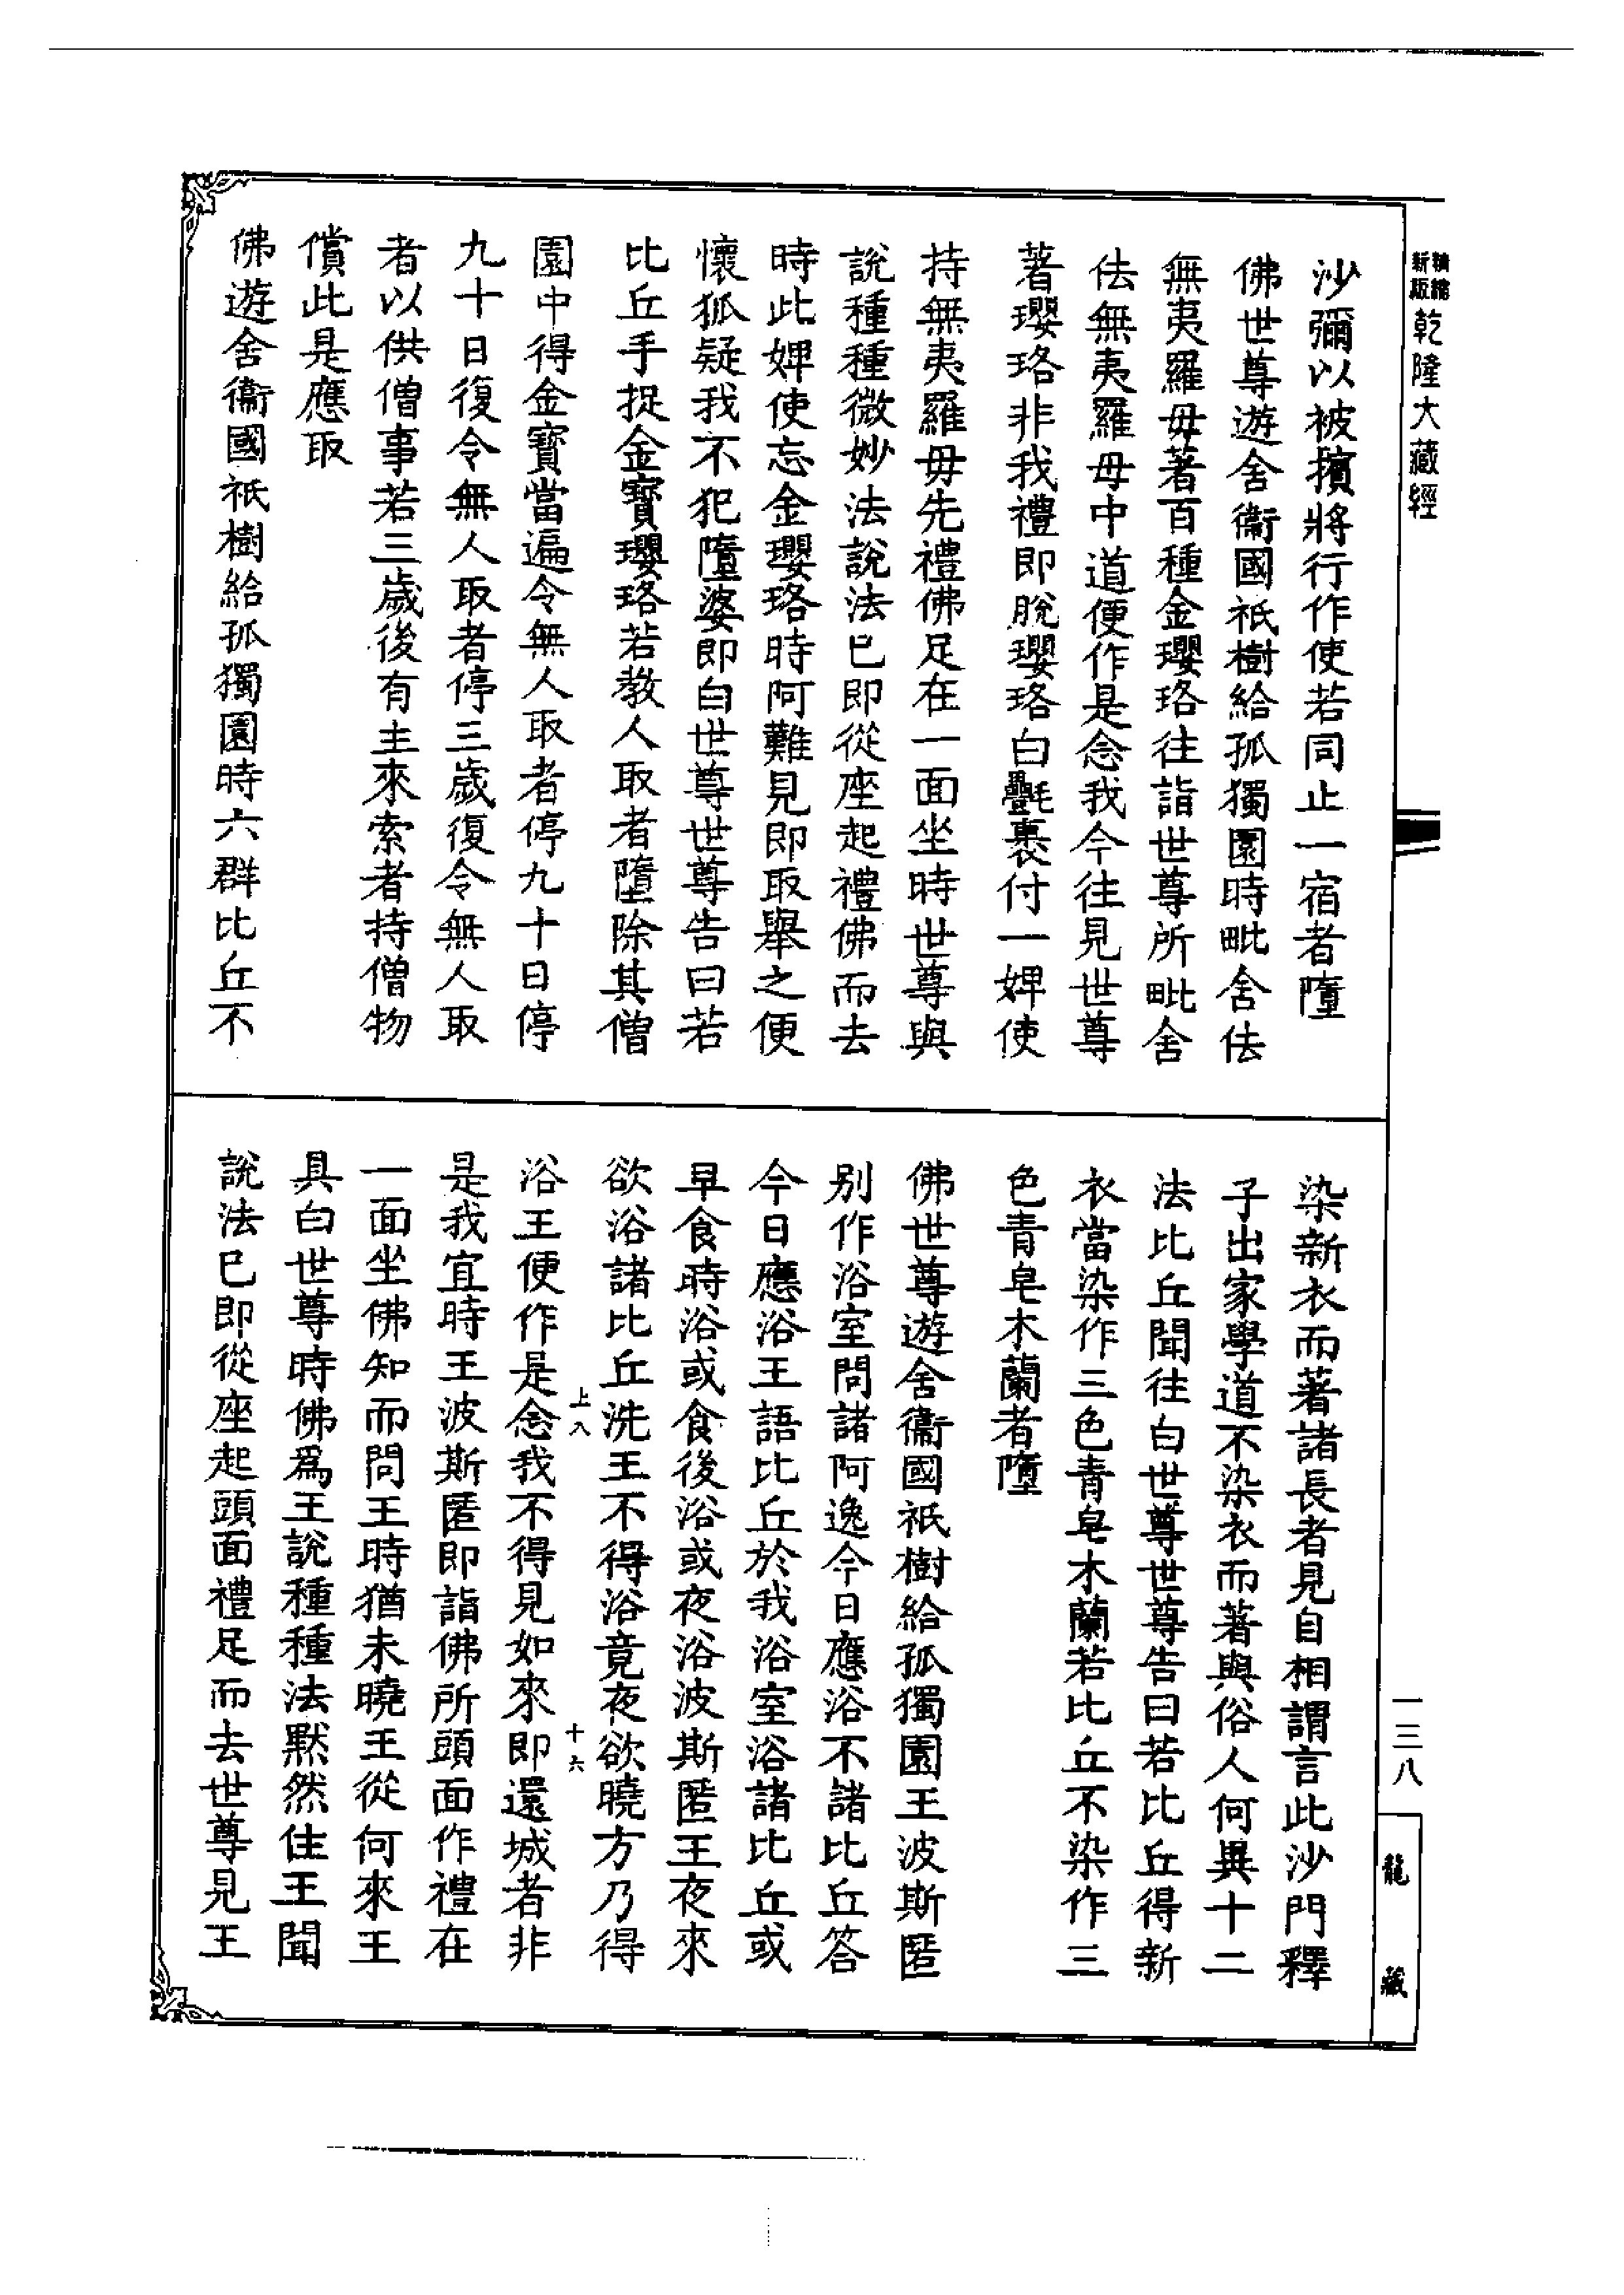 精縮新版乾隆大藏經
沙彌以被擯將行作使若同止一宿者墮
佛世尊遊舍衞國祇樹給孤獨園時毗舍佉
無夷羅毋著百種金瓔珞往詣世尊所毗舍
佉無夷羅毋中道便作是念我今往見世尊
著瓔珞非我禮即脫瓔珞白㲲裹付一婢使
持無夷羅毋先禮佛足在一面坐時世尊與
說種種微妙法說法已即從座起禮佛而去
時此婢使忘金瓔珞時阿難見即取舉之便
懷狐疑我不犯墮婆即白世尊世尊告曰若
比丘手捉金寶瓔珞若教人取者墮除其僧
園中得金寶當遍令無人取者停九十日停
九十日復令無人取者停三歲復令無人取
者以供僧事若三歲後有主來索者持僧物
償此是應取
佛遊舍衞國祇樹給孤獨園時六群比丘不
染新衣而著諸長者見自相謂言此沙門釋
子出家學道不染衣而著與俗人何異十二
法比丘聞往白世尊世尊告曰若比丘得新
衣當染作三色青皂木蘭若比丘不染作三
色青皂木蘭者墮
佛世尊遊舍衞國祇樹給孤獨園王波斯匿
別作浴室問諸阿逸今日應浴不諸比丘答
今日應浴王語比丘於我浴室浴諸比丘或
早食時浴或食後浴或夜浴波斯匿王夜來
欲浴諸比丘洗王不得浴竟夜欲曉方乃得
上八
十六
浴王便作是念我不得見如來即還城者非
是我宜時王波斯匿即詣佛所頭面作禮在
一面坐佛知而問王時猶未曉王從何來王
具白世尊時佛為王說種種法默然住王聞
說法已即從座起頭面禮足而去世尊見王
一三八
龍藏